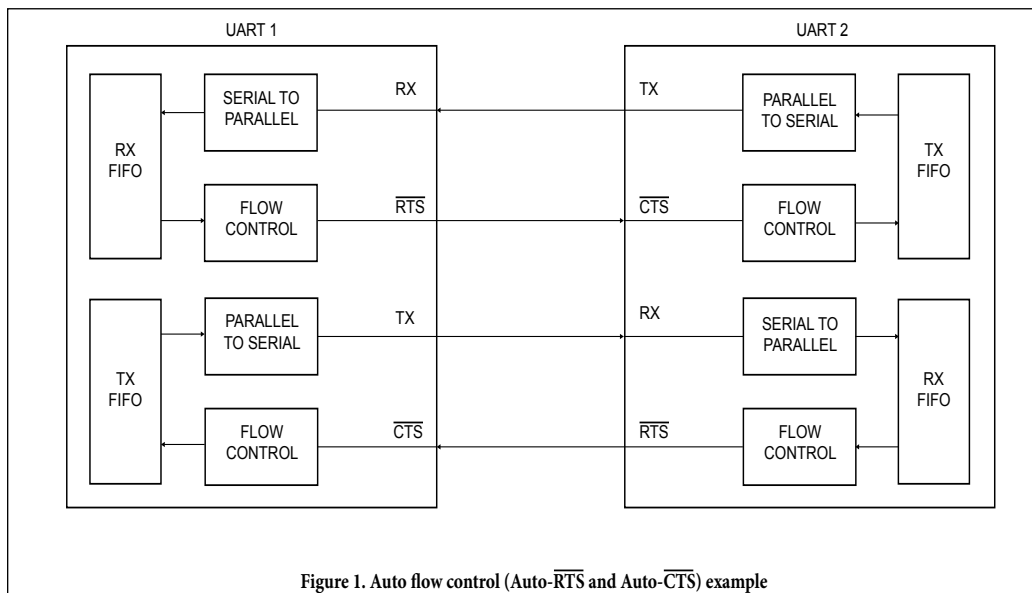 UART 1
UART 2
RX
FIFO
SERIAL TO
PARALLEL
RX
TX
PARALLEL
TO SERIAL
TX
FIFO
FLOW
CONTROL
RTS
CTS
FLOW
CONTROL
TX
FIFO
PARALLEL
TO SERIAL
TX
RX
SERIAL TO
PARALLEL
RX
FIFO
FLOW
CONTROL
CTS
RTS
FLOW
CONTROL
Figure 1. Auto flow control (Auto-RTS and Auto-CTS) example